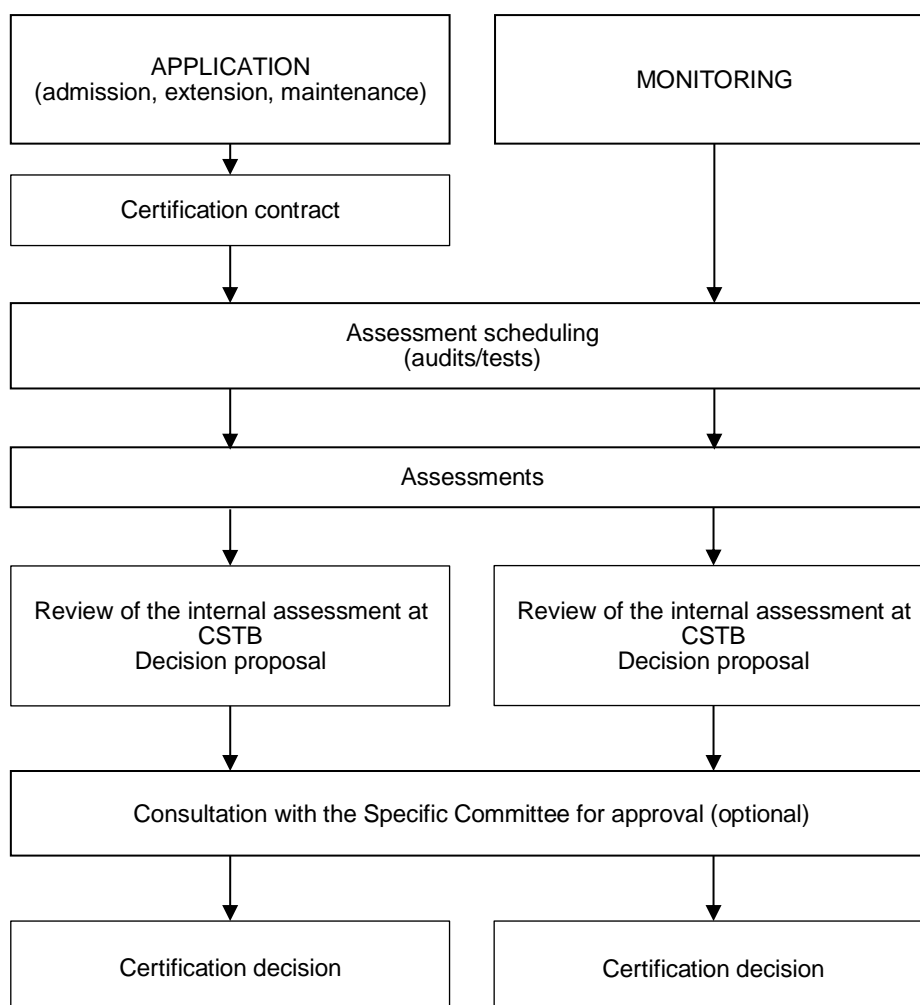 APPLICATION
(admission, extension, maintenance)
MONITORING
Certification contract
Assessment scheduling
(audits/tests)
Assessments
Review of the internal assessment at
CSTB
Decision proposal
Review of the internal assessment at
CSTB
Decision proposal
Consultation with the Specific Committee for approval (optional)
Certification decision
Certification decision